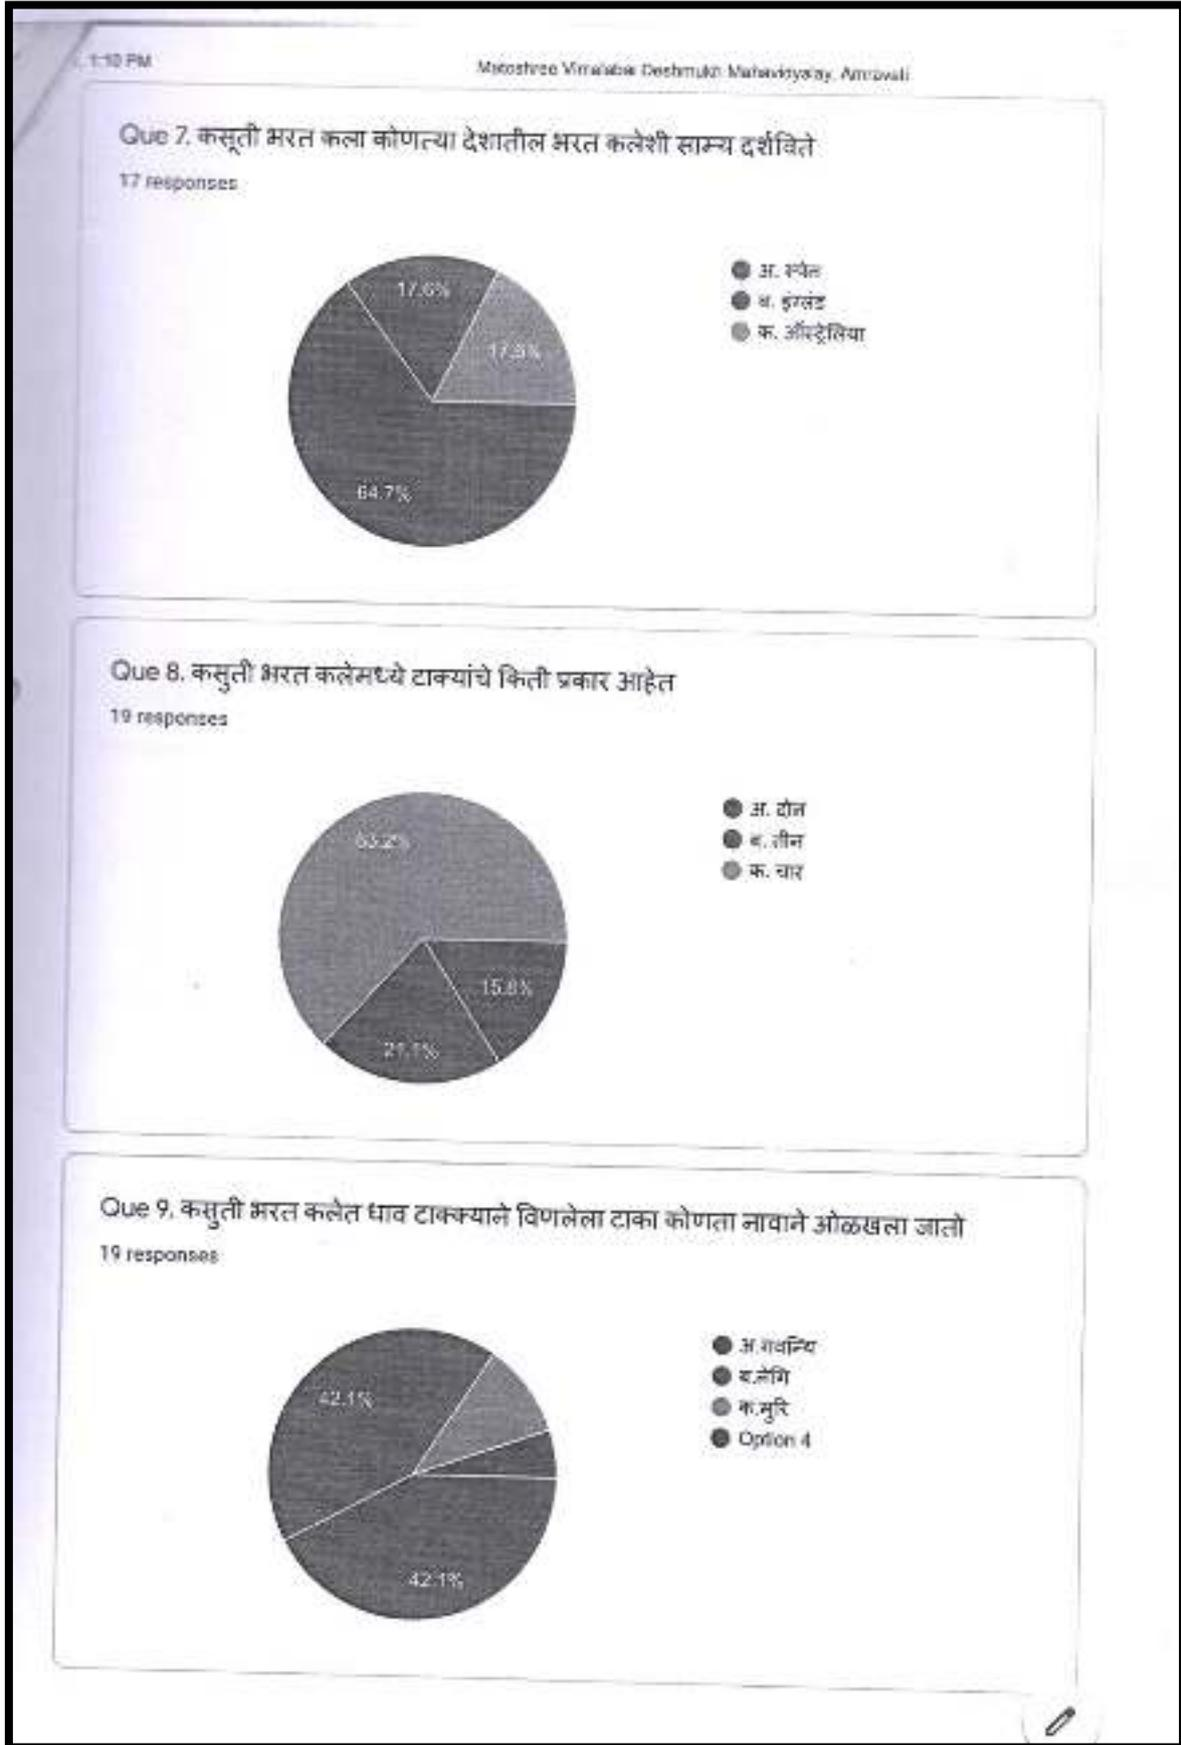 1:10 PM
Matoshree Vimalabai Deshmukh Mahavidyalay, Amravati
Que 7. कसूती भरत कला कोणत्या देशातील भरत कलेशी साम्य दर्शविते
17 responses
17.6%
17.6%
64.7%
अ. स्पेन
ब. इंग्लंड
क. ऑस्ट्रेलिया
Que 8. कसुती भरत कलेमध्ये टाक्यांचे किती प्रकार आहेत
19 responses
63.2%
15.8%
21.1%
अ. दोन
ब. तीन
क. चार
Que 9. कसुती भरत कलेत धाव टाक्क्याने विणलेला टाका कोणता नावाने ओळखला जातो
19 responses
42.1%
42.1%
अ.गवन्थि
ब.नेगि
क.मुरि
Option 4